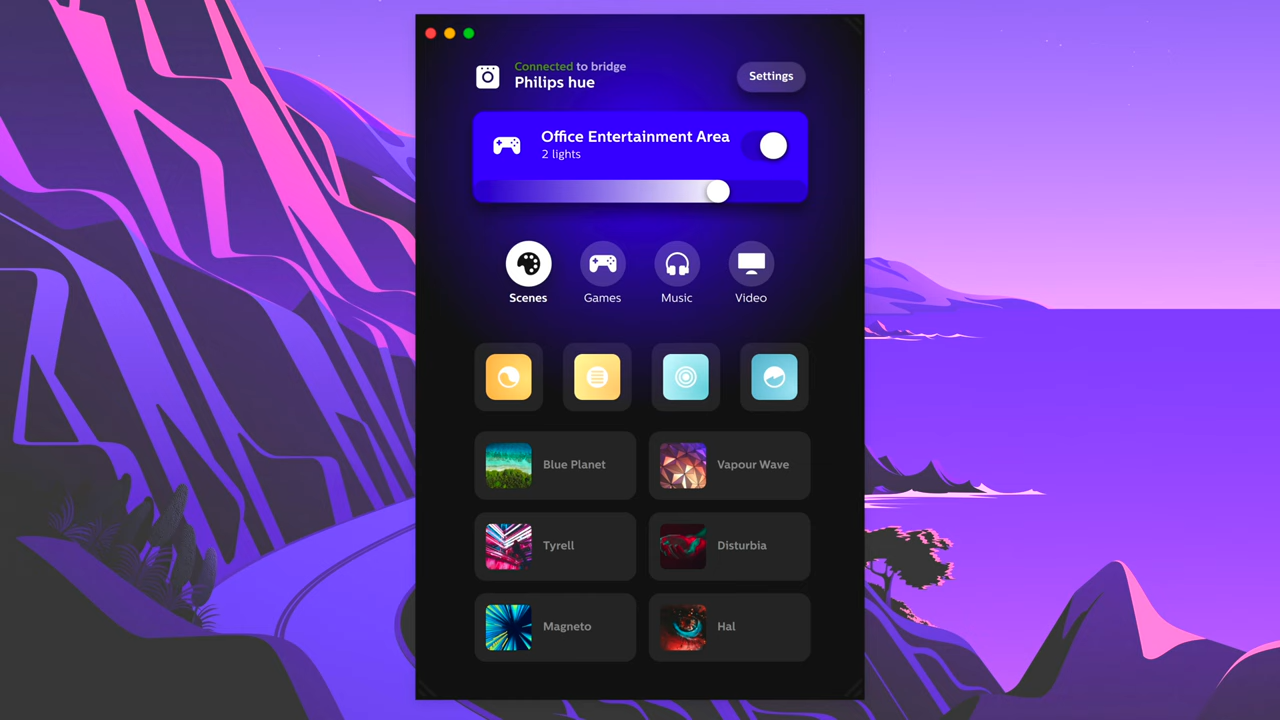 Connected to bridge
Philips hue
Settings
Office Entertainment Area
2 lights
Scenes
Games
Music
Video
Blue Planet
Vapour Wave
Tyrell
Disturbia
Magneto
Hal